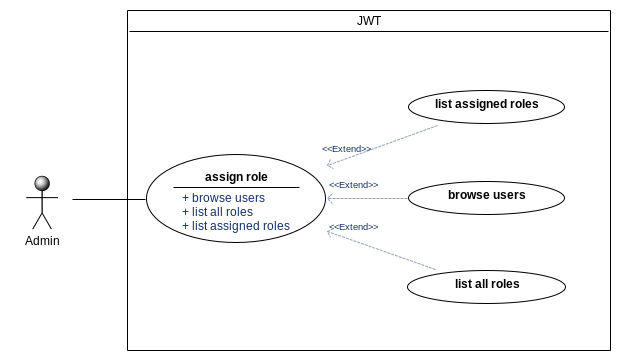 JWT
list assigned roles
<<Extend>>
assign role
+ browse users
+ list all roles
+ list assigned roles
<<Extend>>
browse users
<<Extend>>
Admin
list all roles